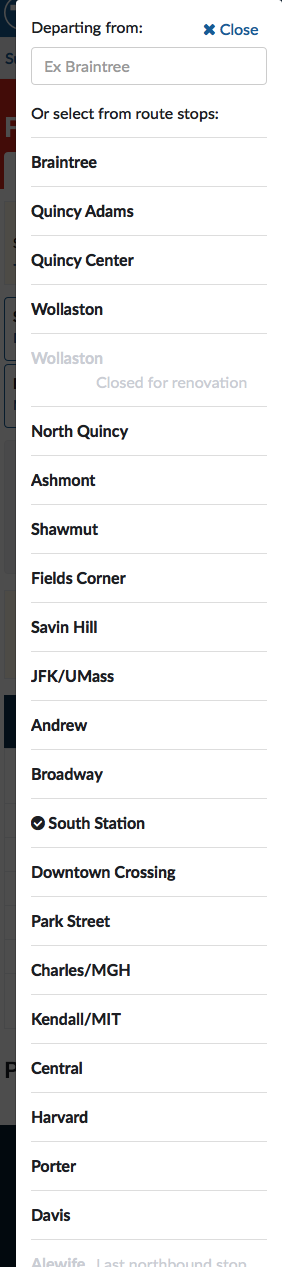 Departing from:
✖ Close
Ex Braintree
Or select from route stops:
Braintree
Quincy Adams
Quincy Center
Wollaston
Wollaston
Closed for renovation
North Quincy
Ashmont
Shawmut
Fields Corner
Savin Hill
JFK/UMass
Andrew
Broadway
South Station
Downtown Crossing
Park Street
Charles/MGH
Kendall/MIT
Central
Harvard
Porter
Davis
Alewife Last northbound stop